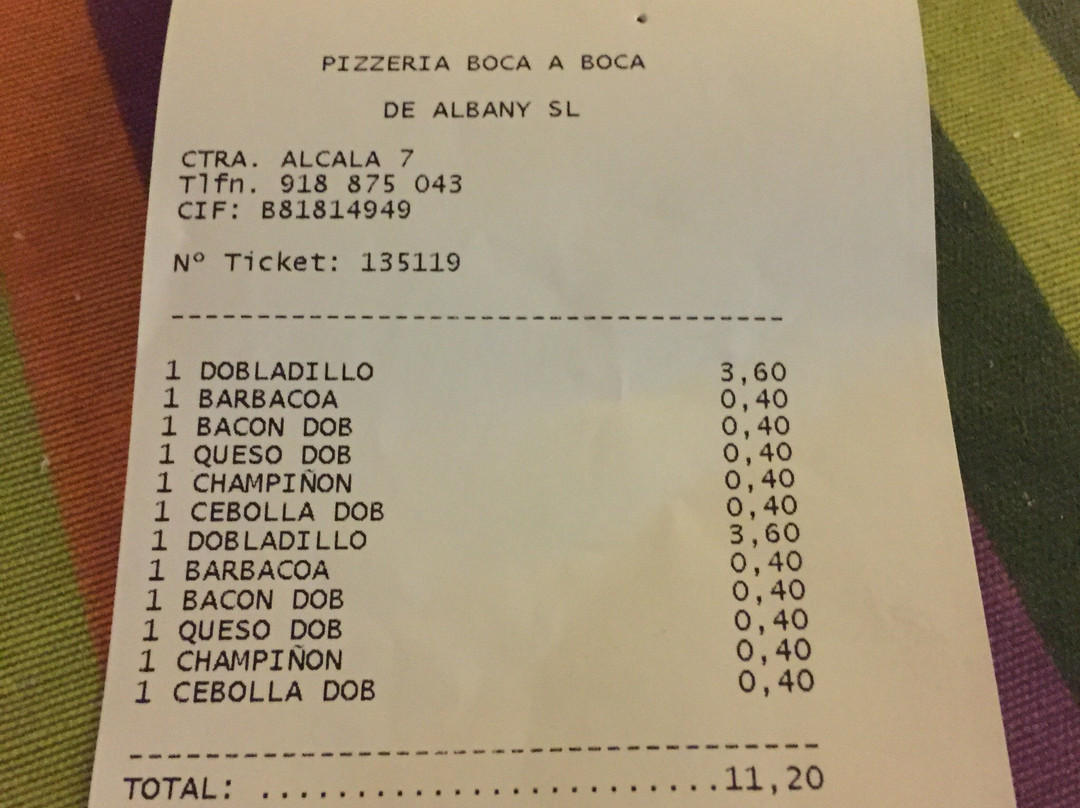 PIZZERIA BOCA A BOCA
DE ALBANY SL
CTRA. ALCALA 7
Tlfn. 918 875 043
CIF: B81814949
Nº Ticket: 135119
-------------------------------------
1 DOBLADILLO 3,60
1 BARBACOA 0,40
1 BACON DOB 0,40
1 QUESO DOB 0,40
1 CHAMPIÑON 0,40
1 CEBOLLA DOB 0,40
1 DOBLADILLO 3,60
1 BARBACOA 0,40
1 BACON DOB 0,40
1 QUESO DOB 0,40
1 CHAMPIÑON 0,40
1 CEBOLLA DOB 0,40
-------------------------------------
TOTAL: ............................11,20